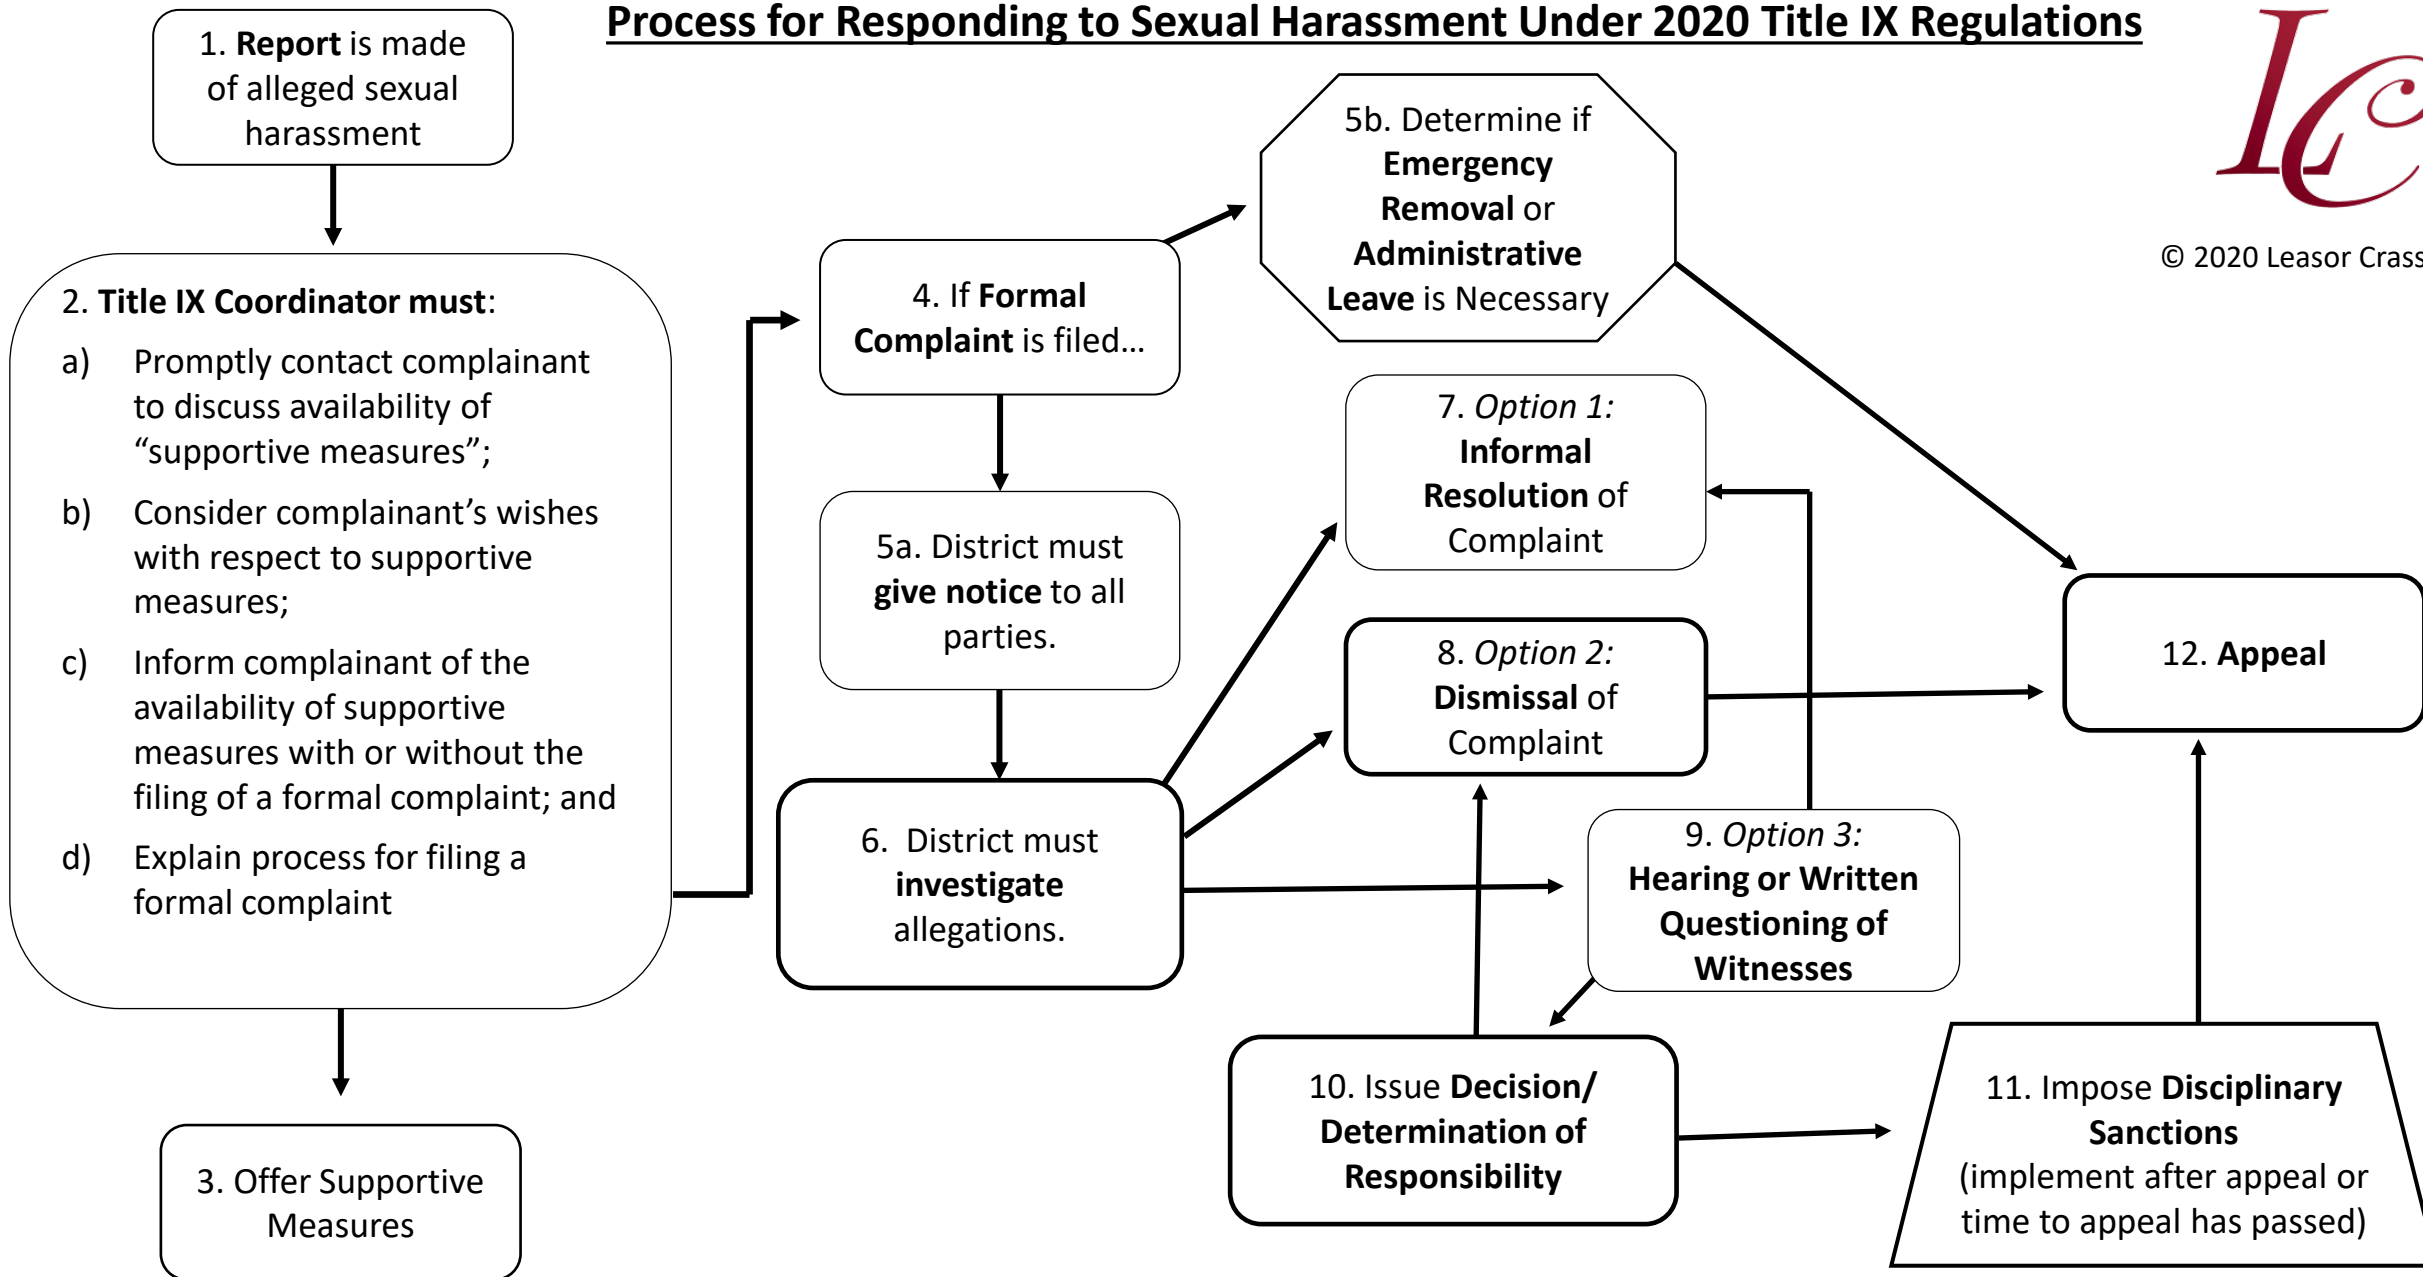 Process for Responding to Sexual Harassment Under 2020 Title IX Regulations
1. Report is made
of alleged sexual
harassment
2. Title IX Coordinator must:
a) Promptly contact complainant
to discuss availability of
“supportive measures”;
b) Consider complainant’s wishes
with respect to supportive
measures;
c) Inform complainant of the
availability of supportive
measures with or without the
filing of a formal complaint; and
d) Explain process for filing a
formal complaint
3. Offer Supportive
Measures
4. If Formal
Complaint is filed…
5a. District must
give notice to all
parties.
5b. Determine if
Emergency
Removal or
Administrative
Leave is Necessary
6. District must
investigate
allegations.
7. Option 1:
Informal
Resolution of
Complaint
8. Option 2:
Dismissal of
Complaint
9. Option 3:
Hearing or Written
Questioning of
Witnesses
10. Issue Decision/
Determination of
Responsibility
11. Impose Disciplinary
Sanctions
(implement after appeal or
time to appeal has passed)
12. Appeal
LC
© 2020 Leasor Crass